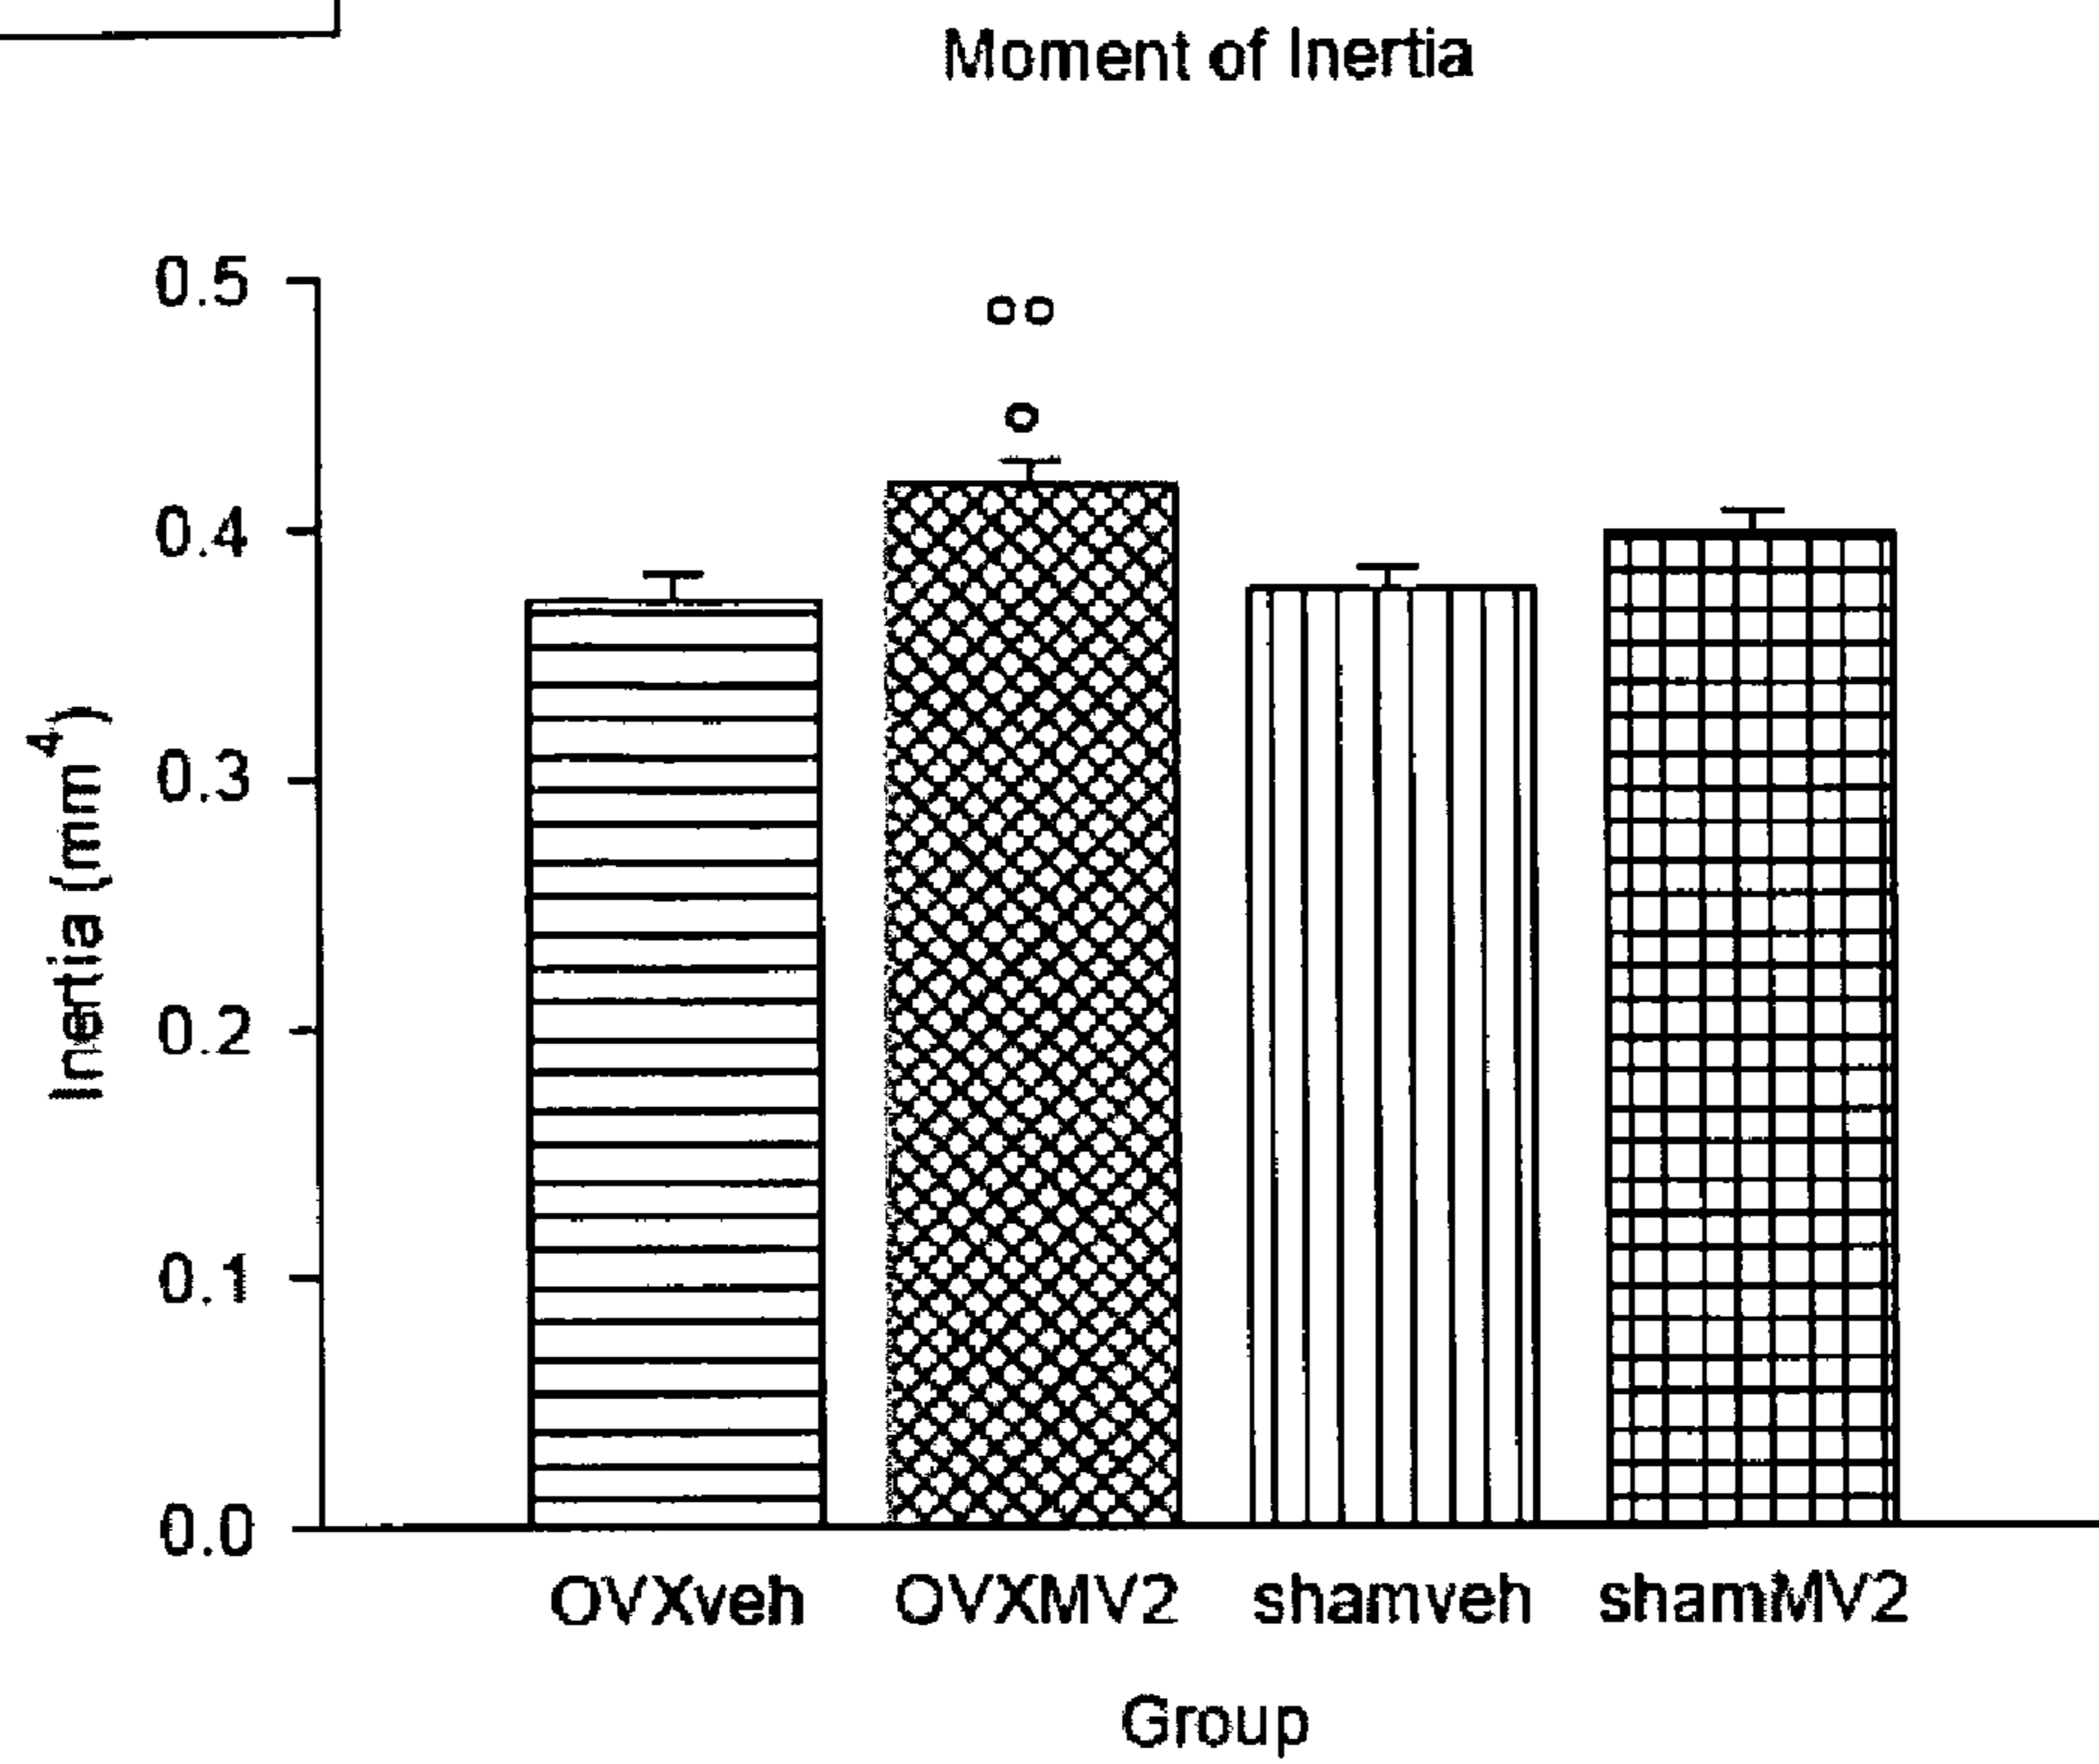 Moment of Inertia
0.5
oo
o
0.4
0.3
0.2
0.1
0.0
Inertia (mm⁴)
OVXveh OVXMV2 shamveh shamMV2
Group